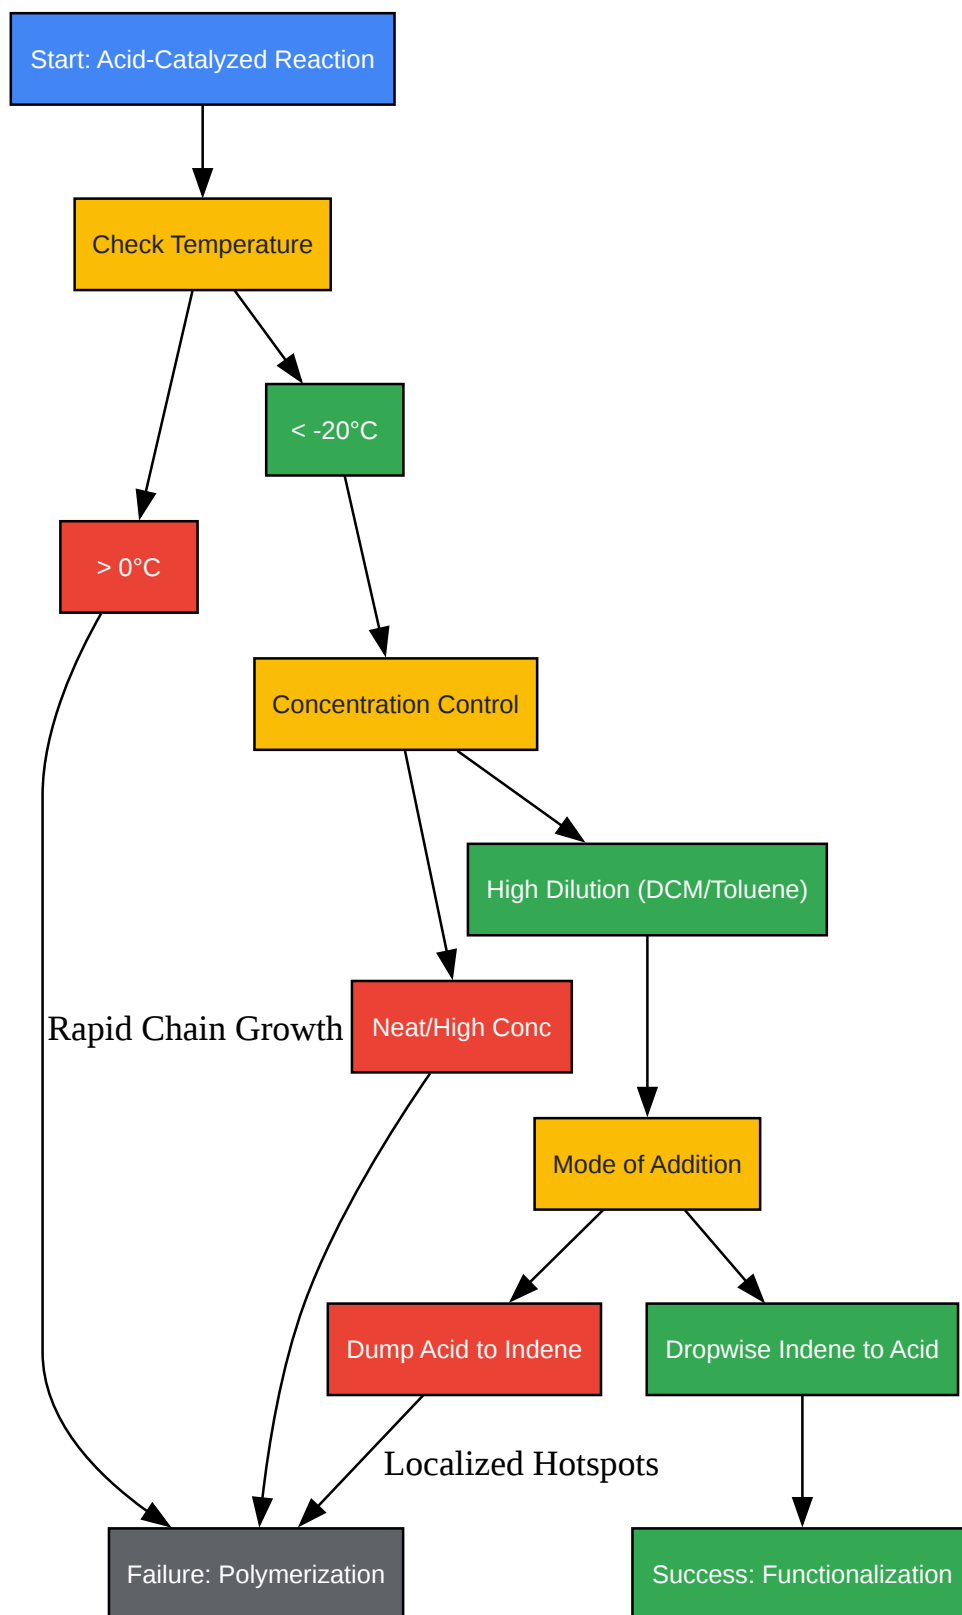 Start: Acid-Catalyzed Reaction
Check Temperature
< -20°C
> 0°C
Concentration Control
High Dilution (DCM/Toluene)
Rapid Chain Growth
Neat/High Conc
Mode of Addition
Dump Acid to Indene
Dropwise Indene to Acid
Localized Hotspots
Failure: Polymerization
Success: Functionalization